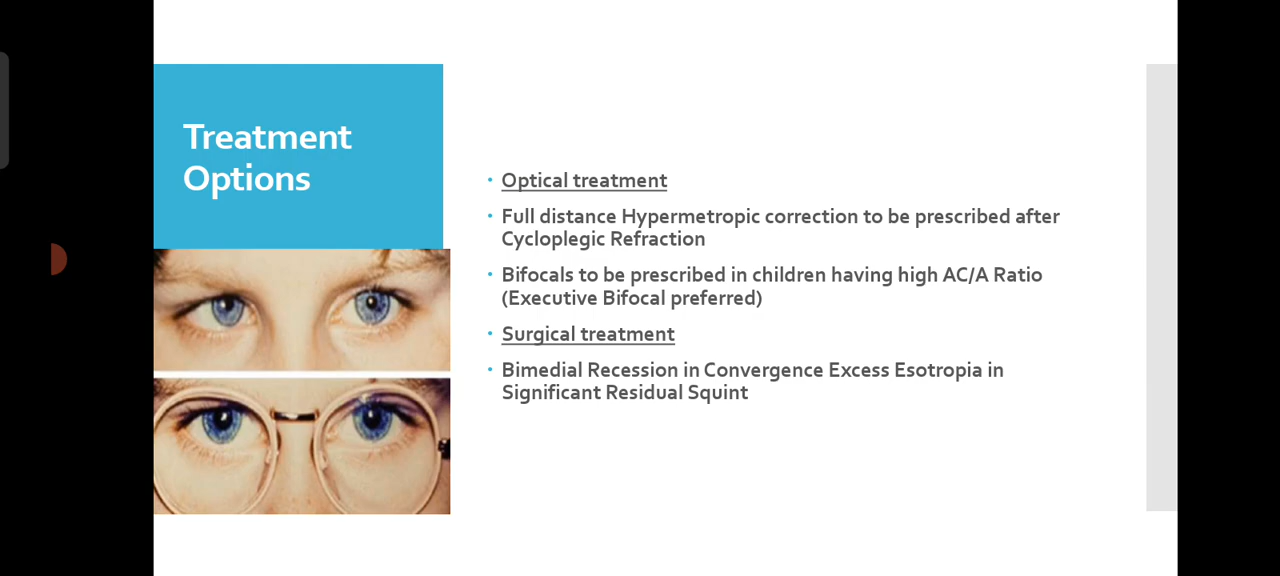 Treatment
Options
• Optical treatment
• Full distance Hypermetropic correction to be prescribed after
Cycloplegic Refraction
• Bifocals to be prescribed in children having high AC/A Ratio
(Executive Bifocal preferred)
• Surgical treatment
• Bimedial Recession in Convergence Excess Esotropia in
Significant Residual Squint